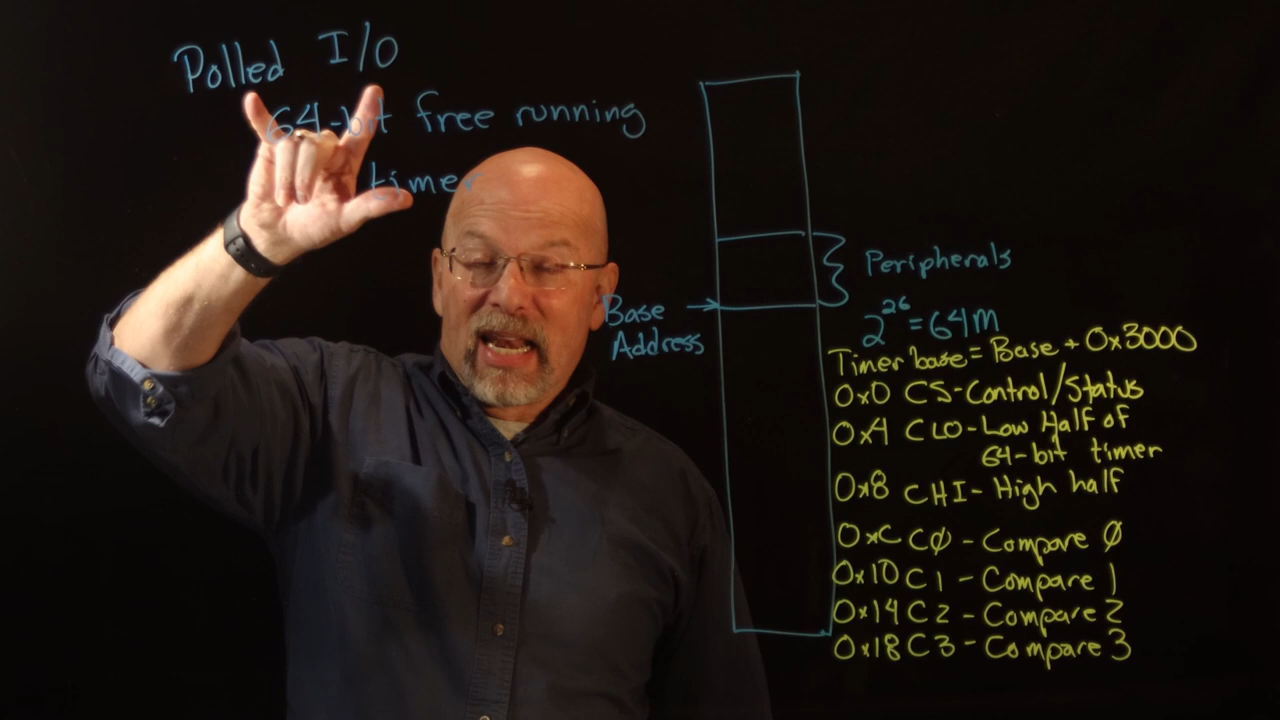 Polled I/O
64-bit free running
timer
Peripherals
2^26 = 64M
Base
Address
Timer base = Base + 0x3000
0x0 CS - Control/Status
0x4 CLO - Low Half of
64-bit timer
0x8 CHI - High half
0xC C0 - Compare 0
0x10 C1 - Compare 1
0x14 C2 - Compare 2
0x18 C3 - Compare 3